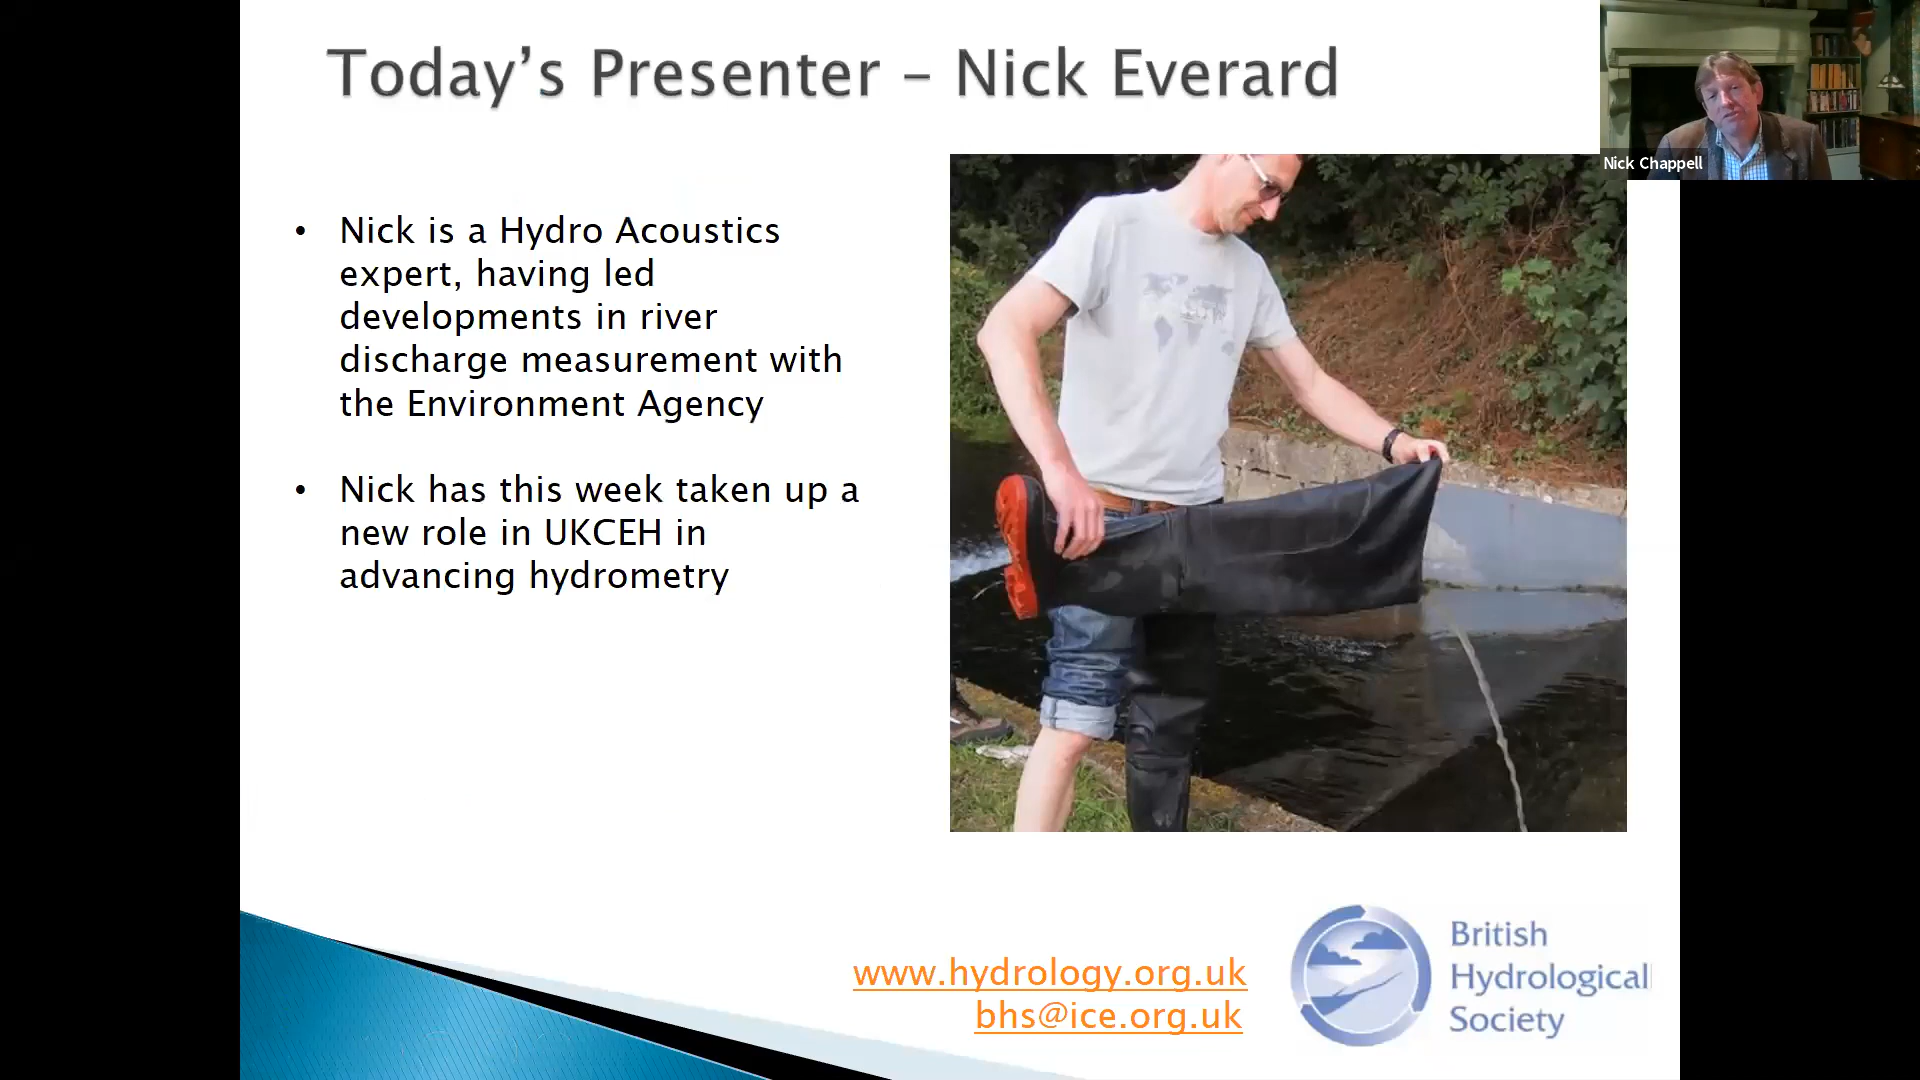 Today's Presenter – Nick Everard
Nick Chappell
• Nick is a Hydro Acoustics
expert, having led
developments in river
discharge measurement with
the Environment Agency
• Nick has this week taken up a
new role in UKCEH in
advancing hydrometry
www.hydrology.org.uk
bhs@ice.org.uk
British
Hydrological
Society